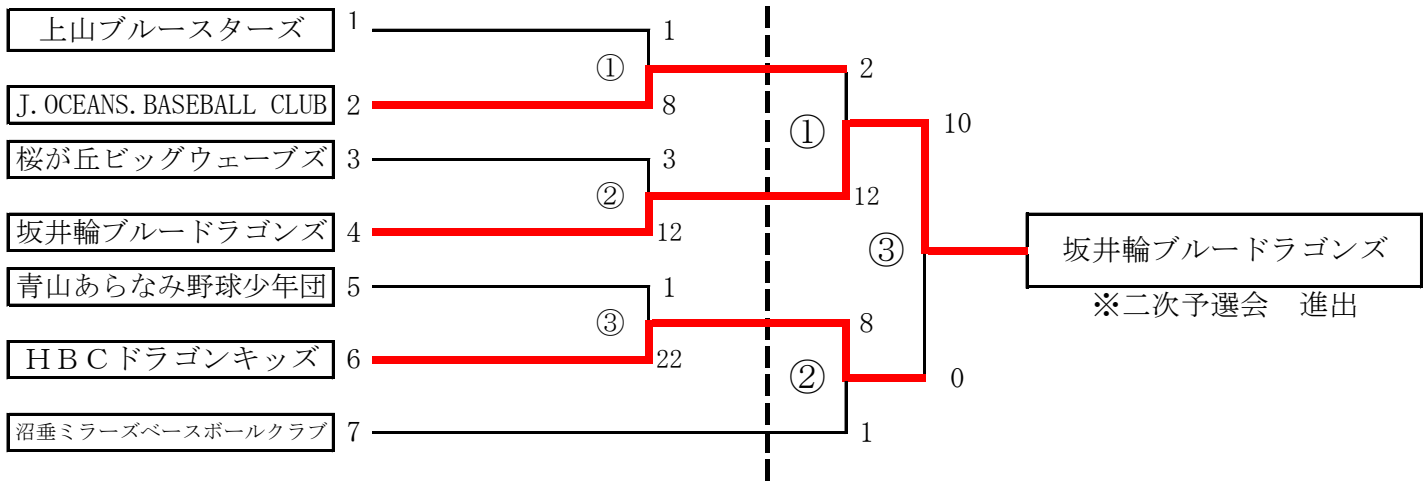 上山ブルースターズ 1 1
① 2
J.OCEANS.BASEBALL CLUB 2 8
① 10
桜が丘ビッグウェーブズ 3 3
② 12
坂井輪ブルードラゴンズ 4 12
③ 坂井輪ブルードラゴンズ
青山あらなみ野球少年団 5 1
※二次予選会 進出
③ 8
HBCドラゴンキッズ 6 22
② 0
沼垂ミラーズベースボールクラブ 7 1